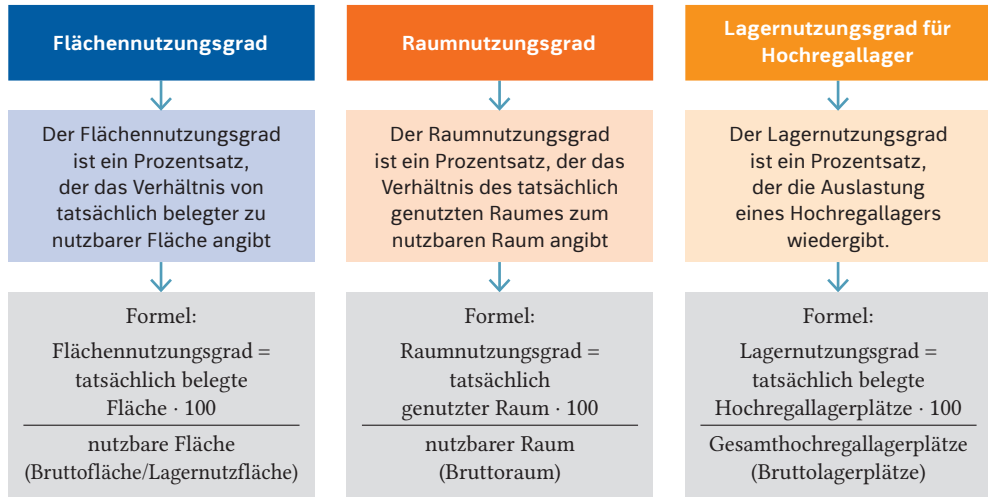 Flächennutzungsgrad
Der Flächennutzungsgrad
ist ein Prozentsatz,
der das Verhältnis von
tatsächlich belegter zu
nutzbarer Fläche angibt
Formel:
Flächennutzungsgrad =
tatsächlich belegte
Fläche · 100
nutzbare Fläche
(Bruttofläche/Lagernutzfläche)
Raumnutzungsgrad
Der Raumnutzungsgrad
ist ein Prozentsatz, der das
Verhältnis des tatsächlich
genutzten Raumes zum
nutzbaren Raum angibt
Formel:
Raumnutzungsgrad =
tatsächlich
genutzter Raum · 100
nutzbarer Raum
(Bruttoraum)
Lagernutzungsgrad für
Hochregallager
Der Lagernutzungsgrad
ist ein Prozentsatz,
der die Auslastung
eines Hochregallagers
wiedergibt.
Formel:
Lagernutzungsgrad =
tatsächlich belegte
Hochregallagerplätze · 100
Gesamthochregallagerplätze
(Bruttolagerplätze)